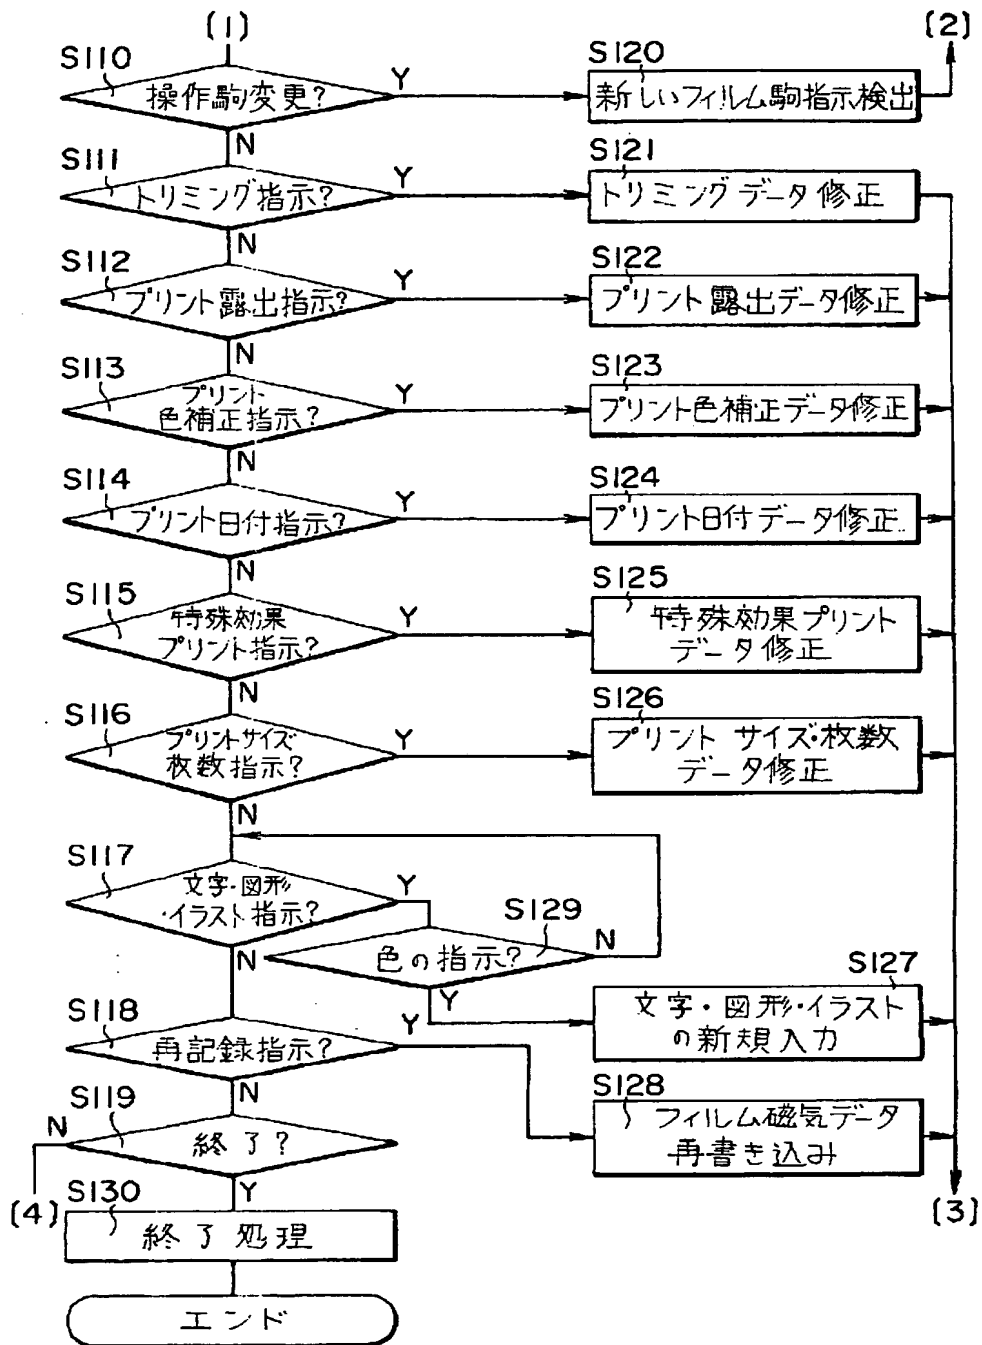 (1)
(2)
S110
操作駒変更?
Y
N
S120
新しいフィルム駒指示検出
S111
トリミング指示?
Y
N
S121
トリミングデータ修正
S112
プリント露出指示?
Y
N
S122
プリント露出データ修正
S113
プリント
色補正指示?
Y
N
S123
プリント色補正データ修正
S114
プリント日付指示?
Y
N
S124
プリント日付データ修正
S115
特殊効果
プリント指示?
Y
N
S125
特殊効果プリント
データ修正
S116
プリントサイズ・
枚数指示?
Y
N
S126
プリントサイズ・枚数
データ修正
S117
文字・図形
・イラスト指示?
Y
N
S129
色の指示?
N
Y
S127
文字・図形・イラスト
の新規入力
S118
再記録指示?
Y
N
S128
フィルム磁気データ
再書き込み
S119
終了?
N
Y
(4)
(3)
S130
終了処理
エンド